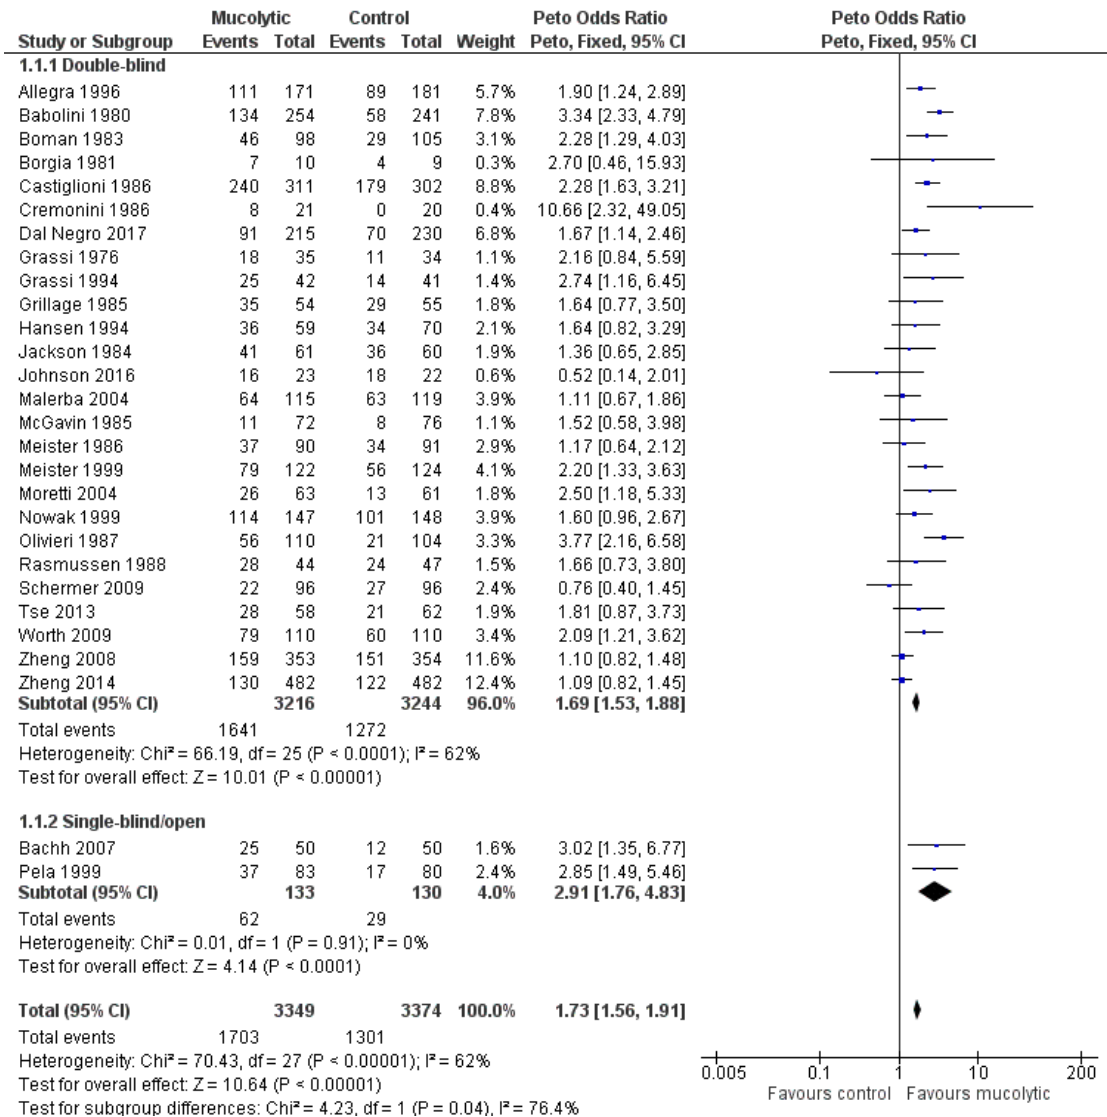 Mucolytic Control Peto Odds Ratio Peto Odds Ratio
Study or Subgroup Events Total Events Total Weight Peto, Fixed, 95% CI Peto, Fixed, 95% CI
1.1.1 Double-blind
Allegra 1996 111 171 89 181 5.7% 1.90 [1.24, 2.89]
Babolini 1980 134 254 58 241 7.8% 3.34 [2.33, 4.79]
Boman 1983 46 98 29 105 3.1% 2.28 [1.29, 4.03]
Borgia 1981 7 10 4 9 0.3% 2.70 [0.46, 15.93]
Castiglioni 1986 240 311 179 302 8.8% 2.28 [1.63, 3.21]
Cremonini 1986 8 21 0 20 0.4% 10.66 [2.32, 49.05]
Dal Negro 2017 91 215 70 230 6.8% 1.67 [1.14, 2.46]
Grassi 1976 18 35 11 34 1.1% 2.16 [0.84, 5.59]
Grassi 1994 25 42 14 41 1.4% 2.74 [1.16, 6.45]
Grillage 1985 35 54 29 55 1.8% 1.64 [0.77, 3.50]
Hansen 1994 36 59 34 70 2.1% 1.64 [0.82, 3.29]
Jackson 1984 41 61 36 60 1.9% 1.36 [0.65, 2.85]
Johnson 2016 16 23 18 22 0.6% 0.52 [0.14, 2.01]
Malerba 2004 64 115 63 119 3.9% 1.11 [0.67, 1.86]
McGavin 1985 11 72 8 76 1.1% 1.52 [0.58, 3.98]
Meister 1986 37 90 34 91 2.9% 1.17 [0.64, 2.12]
Meister 1999 79 122 56 124 4.1% 2.20 [1.33, 3.63]
Moretti 2004 26 63 13 61 1.8% 2.50 [1.18, 5.33]
Nowak 1999 114 147 101 148 3.9% 1.60 [0.96, 2.67]
Olivieri 1987 56 110 21 104 3.3% 3.77 [2.16, 6.58]
Rasmussen 1988 28 44 24 47 1.5% 1.66 [0.73, 3.80]
Schermer 2009 22 96 27 96 2.4% 0.76 [0.40, 1.45]
Tse 2013 28 58 21 62 1.9% 1.81 [0.87, 3.73]
Worth 2009 79 110 60 110 3.4% 2.09 [1.21, 3.62]
Zheng 2008 159 353 151 354 11.6% 1.10 [0.82, 1.48]
Zheng 2014 130 482 122 482 12.4% 1.09 [0.82, 1.45]
Subtotal (95% CI) 3216 3244 96.0% 1.69 [1.53, 1.88]
Total events 1641 1272
Heterogeneity: Chi² = 66.19, df = 25 (P < 0.0001); I² = 62%
Test for overall effect: Z = 10.01 (P < 0.00001)
1.1.2 Single-blind/open
Bachh 2007 25 50 12 50 1.6% 3.02 [1.35, 6.77]
Pela 1999 37 83 17 80 2.4% 2.85 [1.49, 5.46]
Subtotal (95% CI) 133 130 4.0% 2.91 [1.76, 4.83]
Total events 62 29
Heterogeneity: Chi² = 0.01, df = 1 (P = 0.91); I² = 0%
Test for overall effect: Z = 4.14 (P < 0.0001)
Total (95% CI) 3349 3374 100.0% 1.73 [1.56, 1.91]
Total events 1703 1301
Heterogeneity: Chi² = 70.43, df = 27 (P < 0.00001); I² = 62%
Test for overall effect: Z = 10.64 (P < 0.00001)
Test for subgroup differences: Chi² = 4.23, df = 1 (P = 0.04), I² = 76.4%
0.005 0.1 1 10 200
Favours control Favours mucolytic